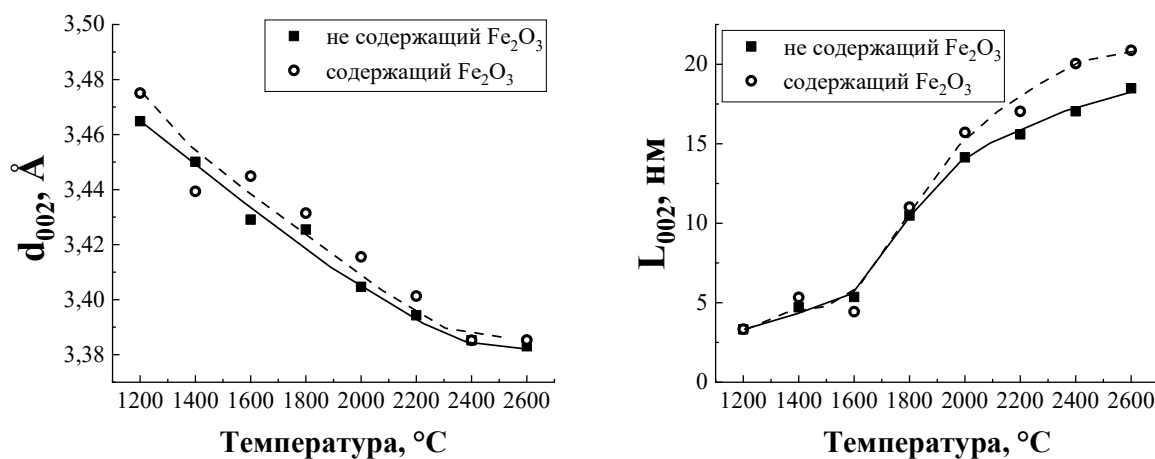 3,50
3,48
3,46
3,44
3,42
3,40
3,38
d002, Å
не содержащий Fe2O3
содержащий Fe2O3
1200 1400 1600 1800 2000 2200 2400 2600
Температура, °C
20
15
10
5
0
L002, нм
не содержащий Fe2O3
содержащий Fe2O3
1200 1400 1600 1800 2000 2200 2400 2600
Температура, °C